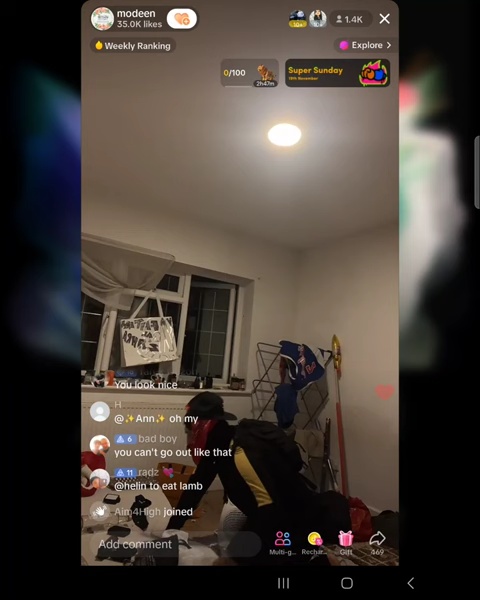 modeen
35.0K likes
1.4K
Weekly Ranking
Explore >
0/100
2h47m
Super Sunday
You look nice
H
@✨Ann✨ oh my
6 bad boy
you can't go out like that
11 radz
@helin to eat lamb
Aim4High joined
Add comment
Multi-g...
Rechar...
Gift
469